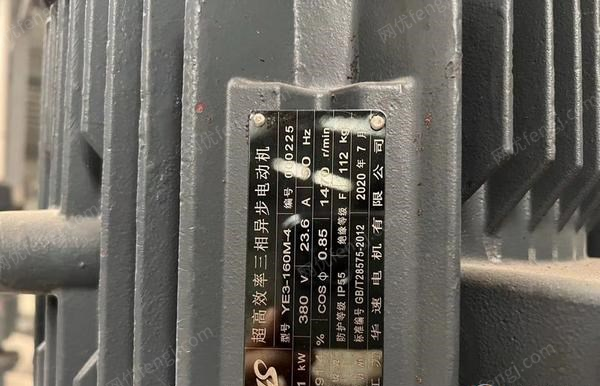 超高效率三相异步电动机
型号 YE3-160M-4 编号 000225
1 kW 380 V 23.6 A 50 Hz
% COSφ 0.85 1470 r/min
防护等级 IP55 绝缘等级 F 112 kg
标准编号 GB/T28575-2012 2020 年 7 月
华速电机有限公司